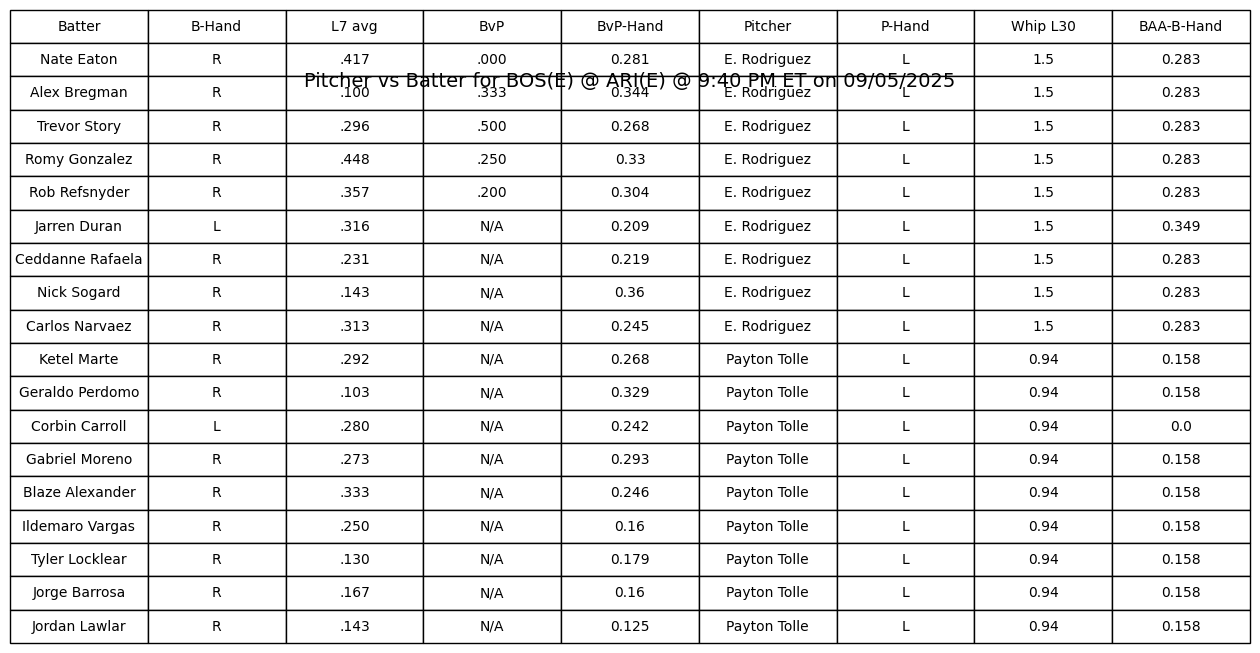 Batter B-Hand L7 avg BvP BvP-Hand Pitcher P-Hand Whip L30 BAA-B-Hand
Nate Eaton R .417 .000 0.281 E. Rodriguez L 1.5 0.283
Pitcher vs Batter for BOS(E) @ ARI(E) @ 9:40 PM ET on 09/05/2025
Alex Bregman R .100 .333 0.344 E. Rodriguez L 1.5 0.283
Trevor Story R .296 .500 0.268 E. Rodriguez L 1.5 0.283
Romy Gonzalez R .448 .250 0.33 E. Rodriguez L 1.5 0.283
Rob Refsnyder R .357 .200 0.304 E. Rodriguez L 1.5 0.283
Jarren Duran L .316 N/A 0.209 E. Rodriguez L 1.5 0.349
Ceddanne Rafaela R .231 N/A 0.219 E. Rodriguez L 1.5 0.283
Nick Sogard R .143 N/A 0.36 E. Rodriguez L 1.5 0.283
Carlos Narvaez R .313 N/A 0.245 E. Rodriguez L 1.5 0.283
Ketel Marte R .292 N/A 0.268 Payton Tolle L 0.94 0.158
Geraldo Perdomo R .103 N/A 0.329 Payton Tolle L 0.94 0.158
Corbin Carroll L .280 N/A 0.242 Payton Tolle L 0.94 0.0
Gabriel Moreno R .273 N/A 0.293 Payton Tolle L 0.94 0.158
Blaze Alexander R .333 N/A 0.246 Payton Tolle L 0.94 0.158
Ildemaro Vargas R .250 N/A 0.16 Payton Tolle L 0.94 0.158
Tyler Locklear R .130 N/A 0.179 Payton Tolle L 0.94 0.158
Jorge Barrosa R .167 N/A 0.16 Payton Tolle L 0.94 0.158
Jordan Lawlar R .143 N/A 0.125 Payton Tolle L 0.94 0.158